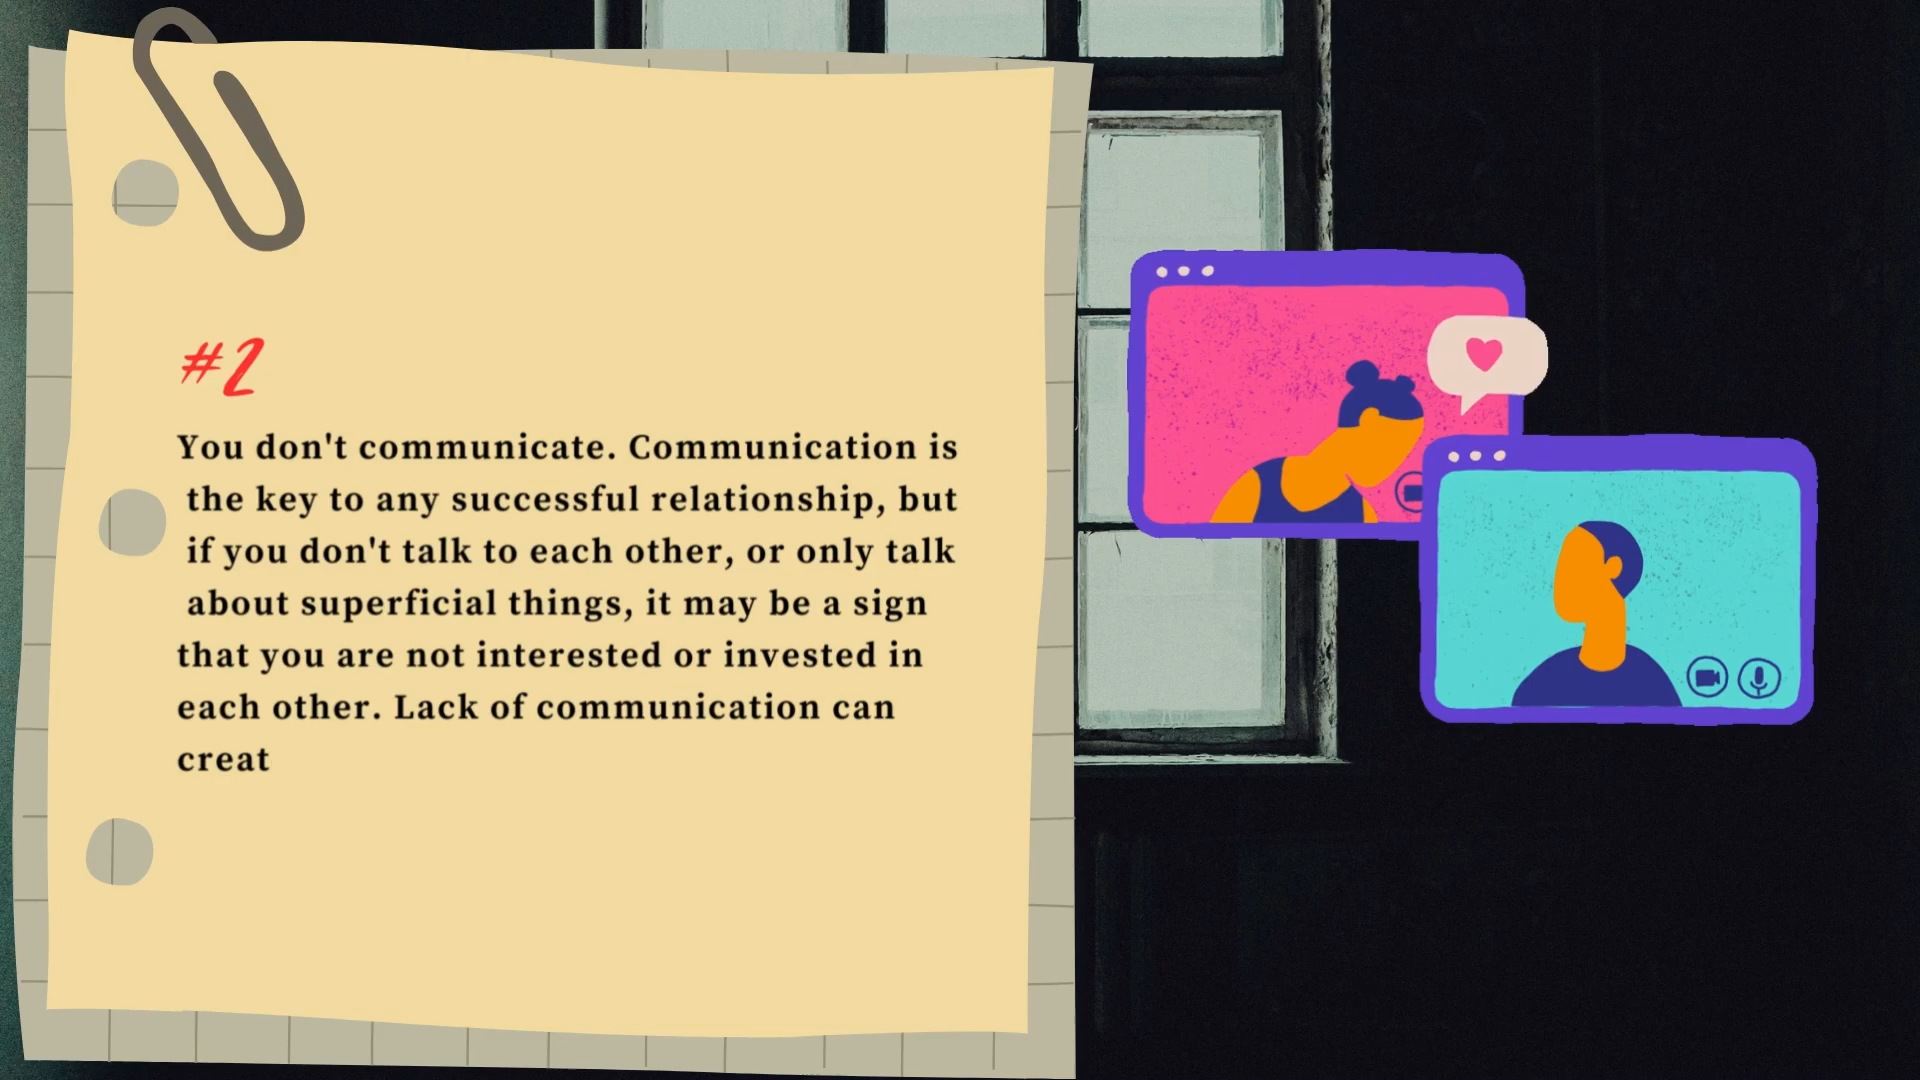 #2
You don't communicate. Communication is
the key to any successful relationship, but
if you don't talk to each other, or only talk
about superficial things, it may be a sign
that you are not interested or invested in
each other. Lack of communication can
creat